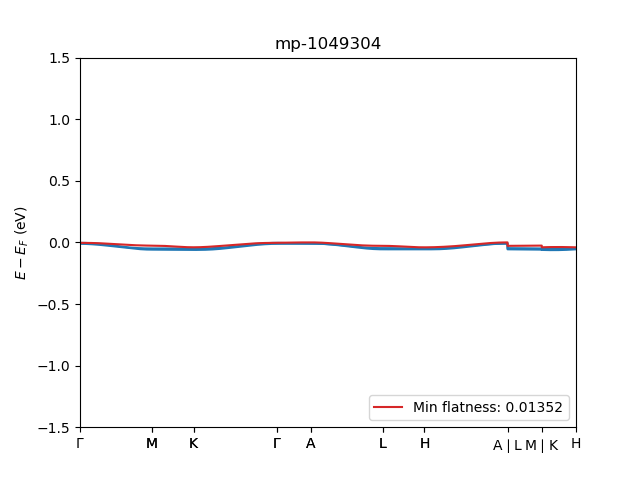 mp-1049304
1.5
1.0
0.5
0.0
−0.5
−1.0
−1.5
E − E_F (eV)
Min flatness: 0.01352
Γ M K Γ A L H A | L M | K H